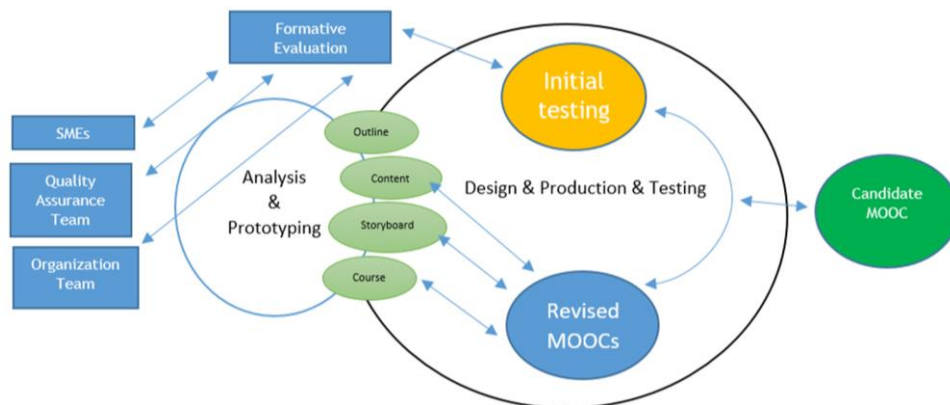 Formative
Evaluation
Initial
testing
SMEs
Outline
Quality
Assurance
Team
Analysis
&
Prototyping
Content
Design & Production & Testing
Candidate
MOOC
Storyboard
Organization
Team
Course
Revised
MOOCs